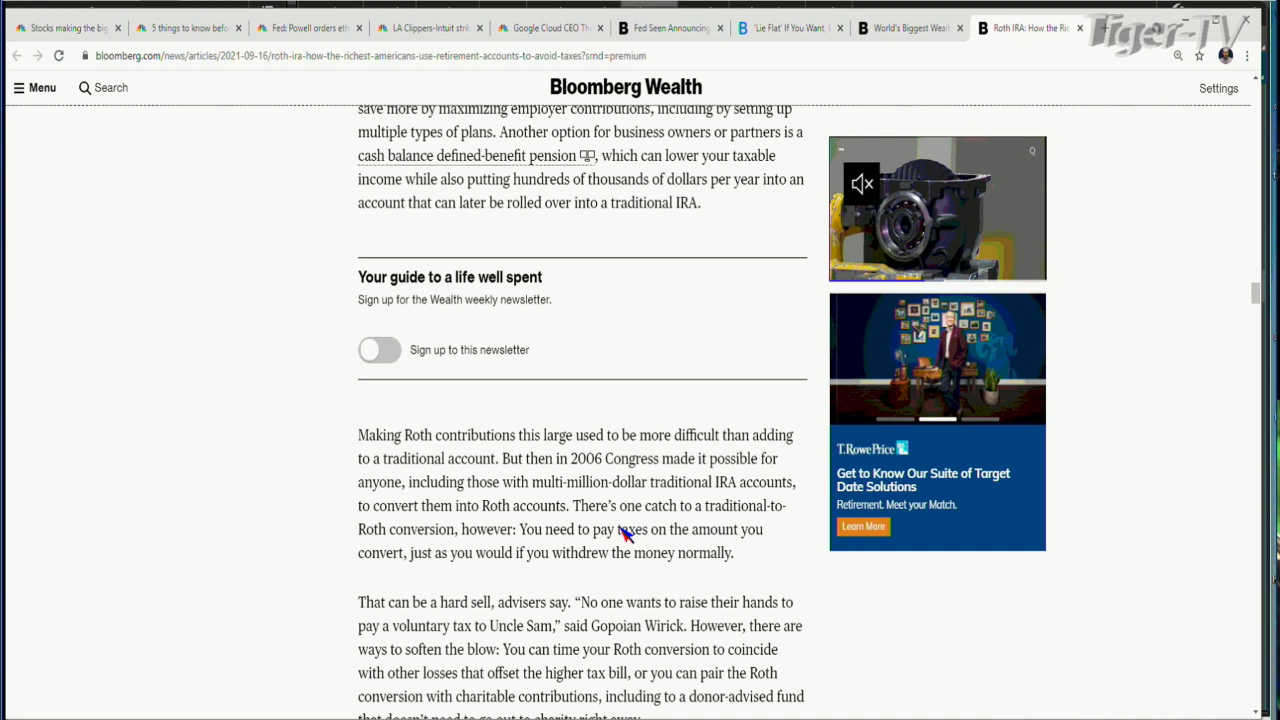 Stocks making the big
5 things to know befo
Fed: Powell orders eth
LA Clippers-Intuit stri
Google Cloud CEO Th
Fed Seen Announcing
'Lie Flat' If You Want, I
World's Biggest Wealt
Roth IRA: How the Ric
Tiger-TV
bloomberg.com/news/articles/2021-09-16/roth-ira-how-the-richest-americans-use-retirement-accounts-to-avoid-taxes?srnd=premium
Menu
Search
Bloomberg Wealth
Settings
save more by maximizing employer contributions, including by setting up
multiple types of plans. Another option for business owners or partners is a
cash balance defined-benefit pension, which can lower your taxable
income while also putting hundreds of thousands of dollars per year into an
account that can later be rolled over into a traditional IRA.
Your guide to a life well spent
Sign up for the Wealth weekly newsletter.
Sign up to this newsletter
Making Roth contributions this large used to be more difficult than adding
to a traditional account. But then in 2006 Congress made it possible for
anyone, including those with multi-million-dollar traditional IRA accounts,
to convert them into Roth accounts. There's one catch to a traditional-to-
Roth conversion, however: You need to pay taxes on the amount you
convert, just as you would if you withdrew the money normally.
That can be a hard sell, advisers say. “No one wants to raise their hands to
pay a voluntary tax to Uncle Sam,” said Gopoian Wirick. However, there are
ways to soften the blow: You can time your Roth conversion to coincide
with other losses that offset the higher tax bill, or you can pair the Roth
conversion with charitable contributions, including to a donor-advised fund
that doesn't need to go out to charity right away.
T.RowePrice
Get to Know Our Suite of Target
Date Solutions
Retirement. Meet your Match.
Learn More